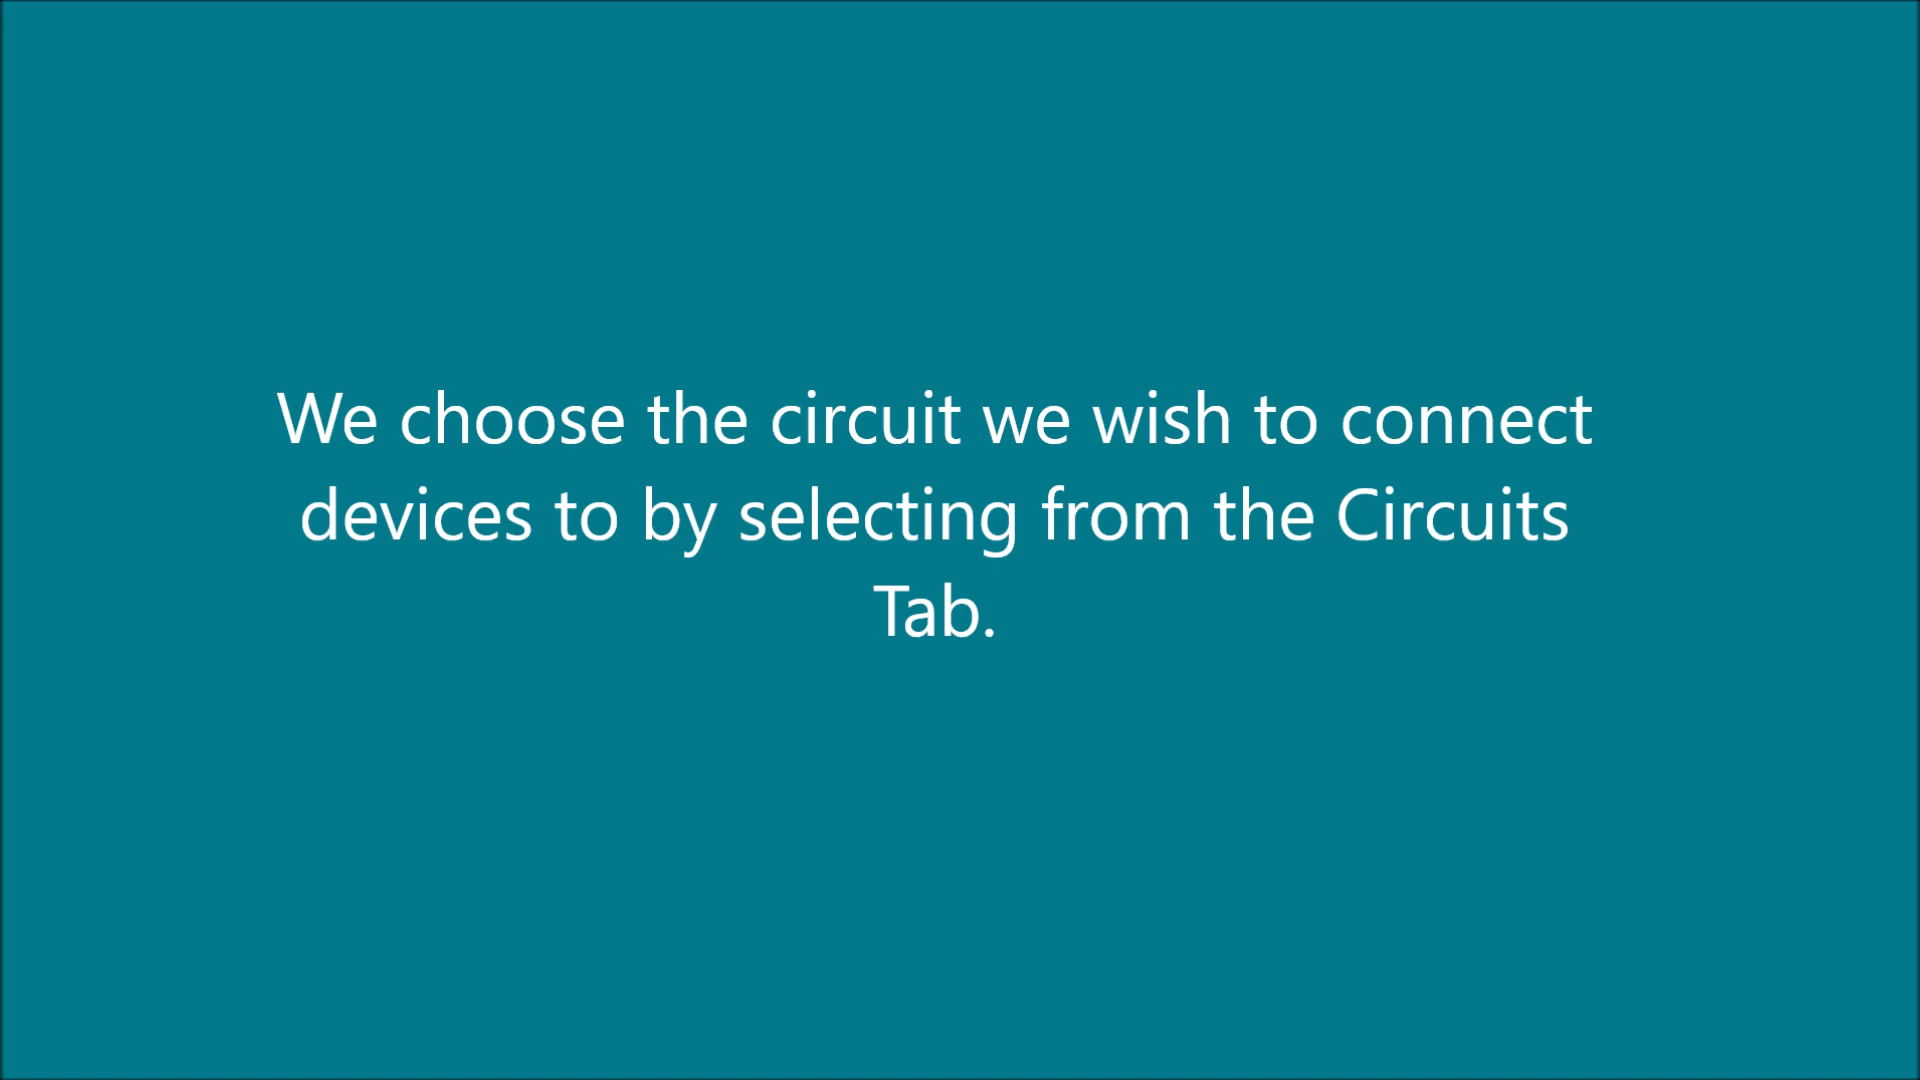 We choose the circuit we wish to connect
devices to by selecting from the Circuits
Tab.